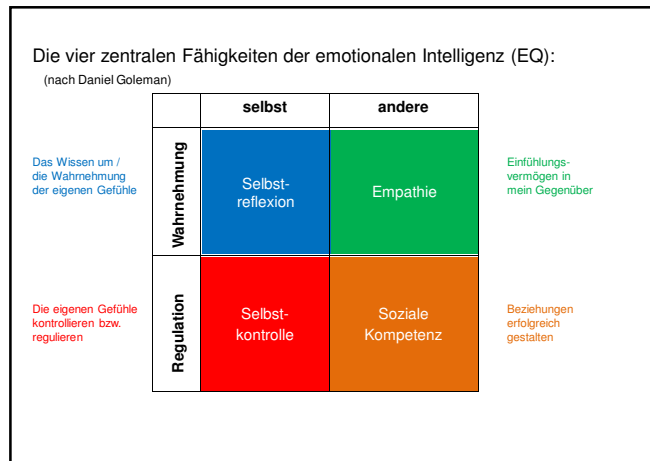 Die vier zentralen Fähigkeiten der emotionalen Intelligenz (EQ):
(nach Daniel Goleman)
selbst
andere
Das Wissen um /
die Wahrnehmung
der eigenen Gefühle
Wahrnehmung
Selbst-
reflexion
Empathie
Einfühlungs-
vermögen in
mein Gegenüber
Die eigenen Gefühle
kontrollieren bzw.
regulieren
Regulation
Selbst-
kontrolle
Soziale
Kompetenz
Beziehungen
erfolgreich
gestalten